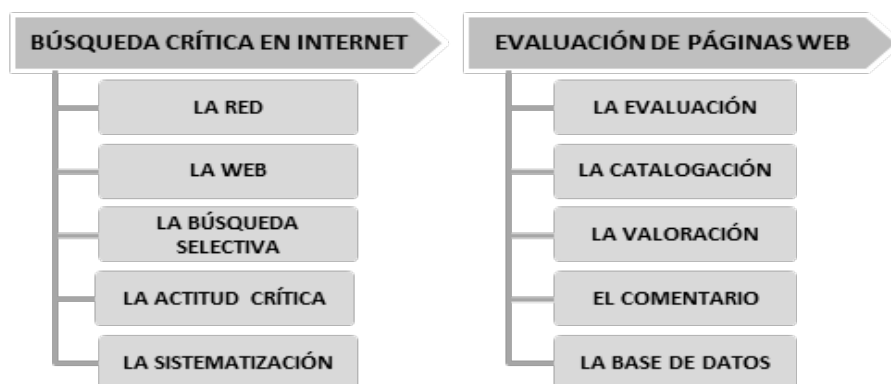 BÚSQUEDA CRÍTICA EN INTERNET
LA RED
LA WEB
LA BÚSQUEDA
SELECTIVA
LA ACTITUD CRÍTICA
LA SISTEMATIZACIÓN
EVALUACIÓN DE PÁGINAS WEB
LA EVALUACIÓN
LA CATALOGACIÓN
LA VALORACIÓN
EL COMENTARIO
LA BASE DE DATOS